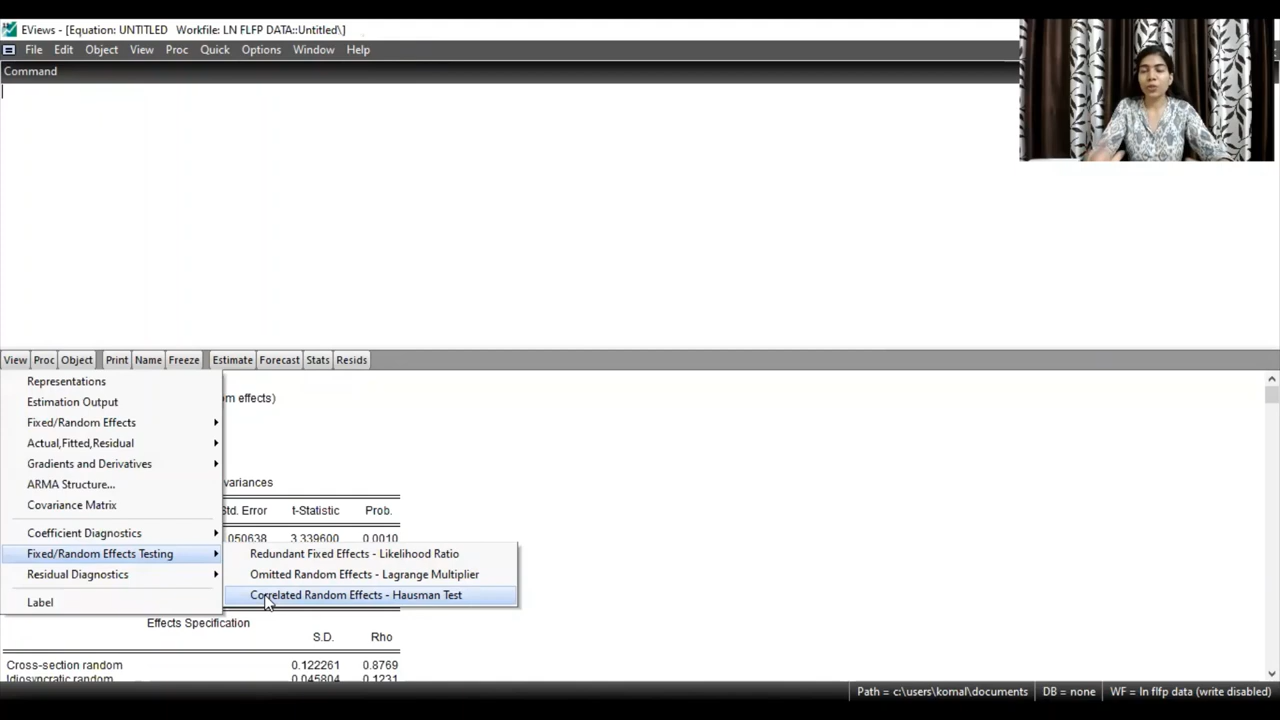 EViews - [Equation: UNTITLED Workfile: LN FLFP DATA::Untitled\]
File Edit Object View Proc Quick Options Window Help
Command
View Proc Object Print Name Freeze Estimate Forecast Stats Resids
Representations
m effects)
Estimation Output
Fixed/Random Effects
Actual,Fitted,Residual
Gradients and Derivatives
ARMA Structure...
variances
Covariance Matrix
Std. Error t-Statistic Prob.
Coefficient Diagnostics
050638 3.339600 0.0010
Fixed/Random Effects Testing
Redundant Fixed Effects - Likelihood Ratio
Residual Diagnostics
Omitted Random Effects - Lagrange Multiplier
Correlated Random Effects - Hausman Test
Label
Effects Specification
S.D. Rho
Cross-section random 0.122261 0.8769
Idiosyncratic random 0.045804 0.1231
Path = c:\users\komal\documents DB = none WF = ln flfp data (write disabled)